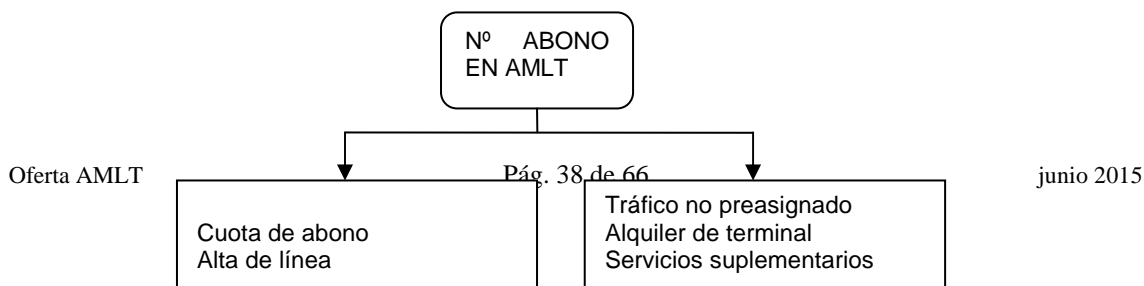 Nº ABONO
EN AMLT
Oferta AMLT Pág. 38 de 66 junio 2015
Cuota de abono
Alta de línea
Tráfico no preasignado
Alquiler de terminal
Servicios suplementarios